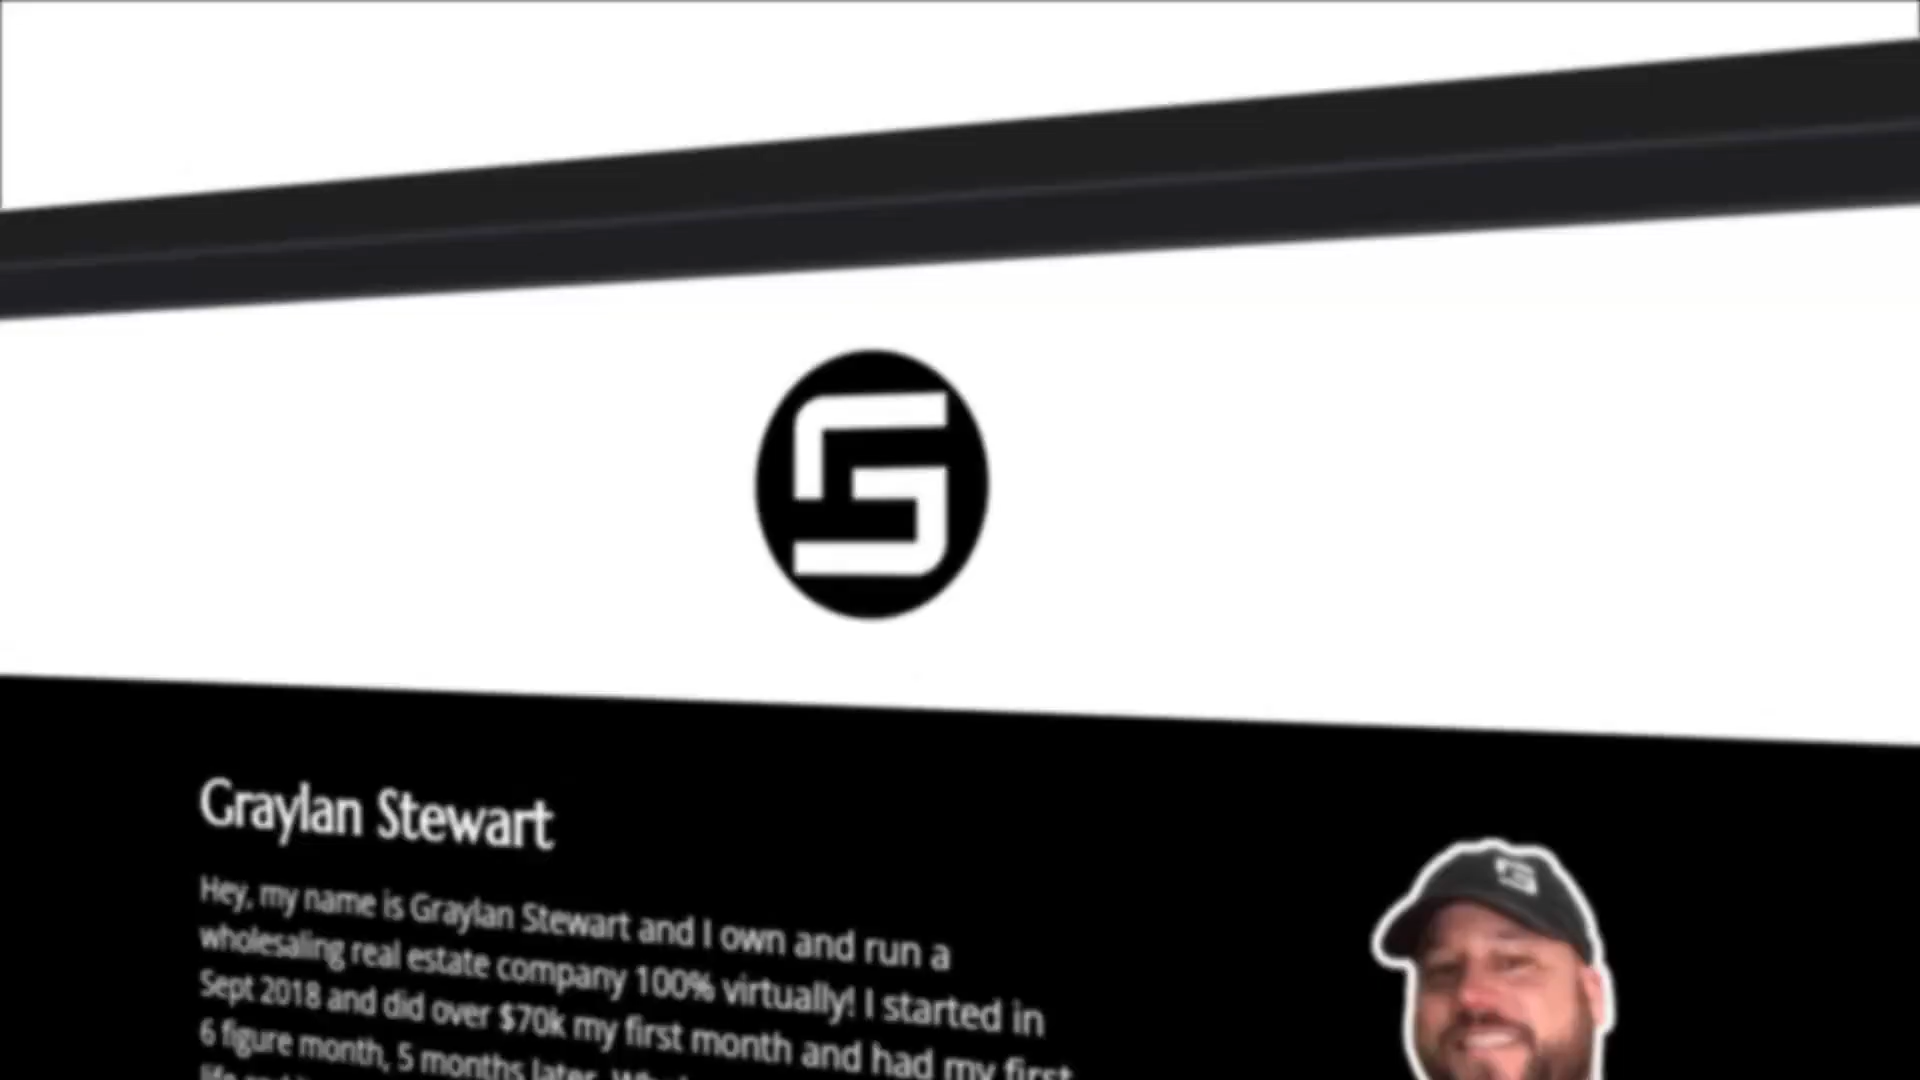 Graylan Stewart
Hey, my name is Graylan Stewart and I own and run a
wholesaling real estate company 100% virtually! I started in
Sept 2018 and did over $70k my first month and had my first
6 figure month, 5 months later.